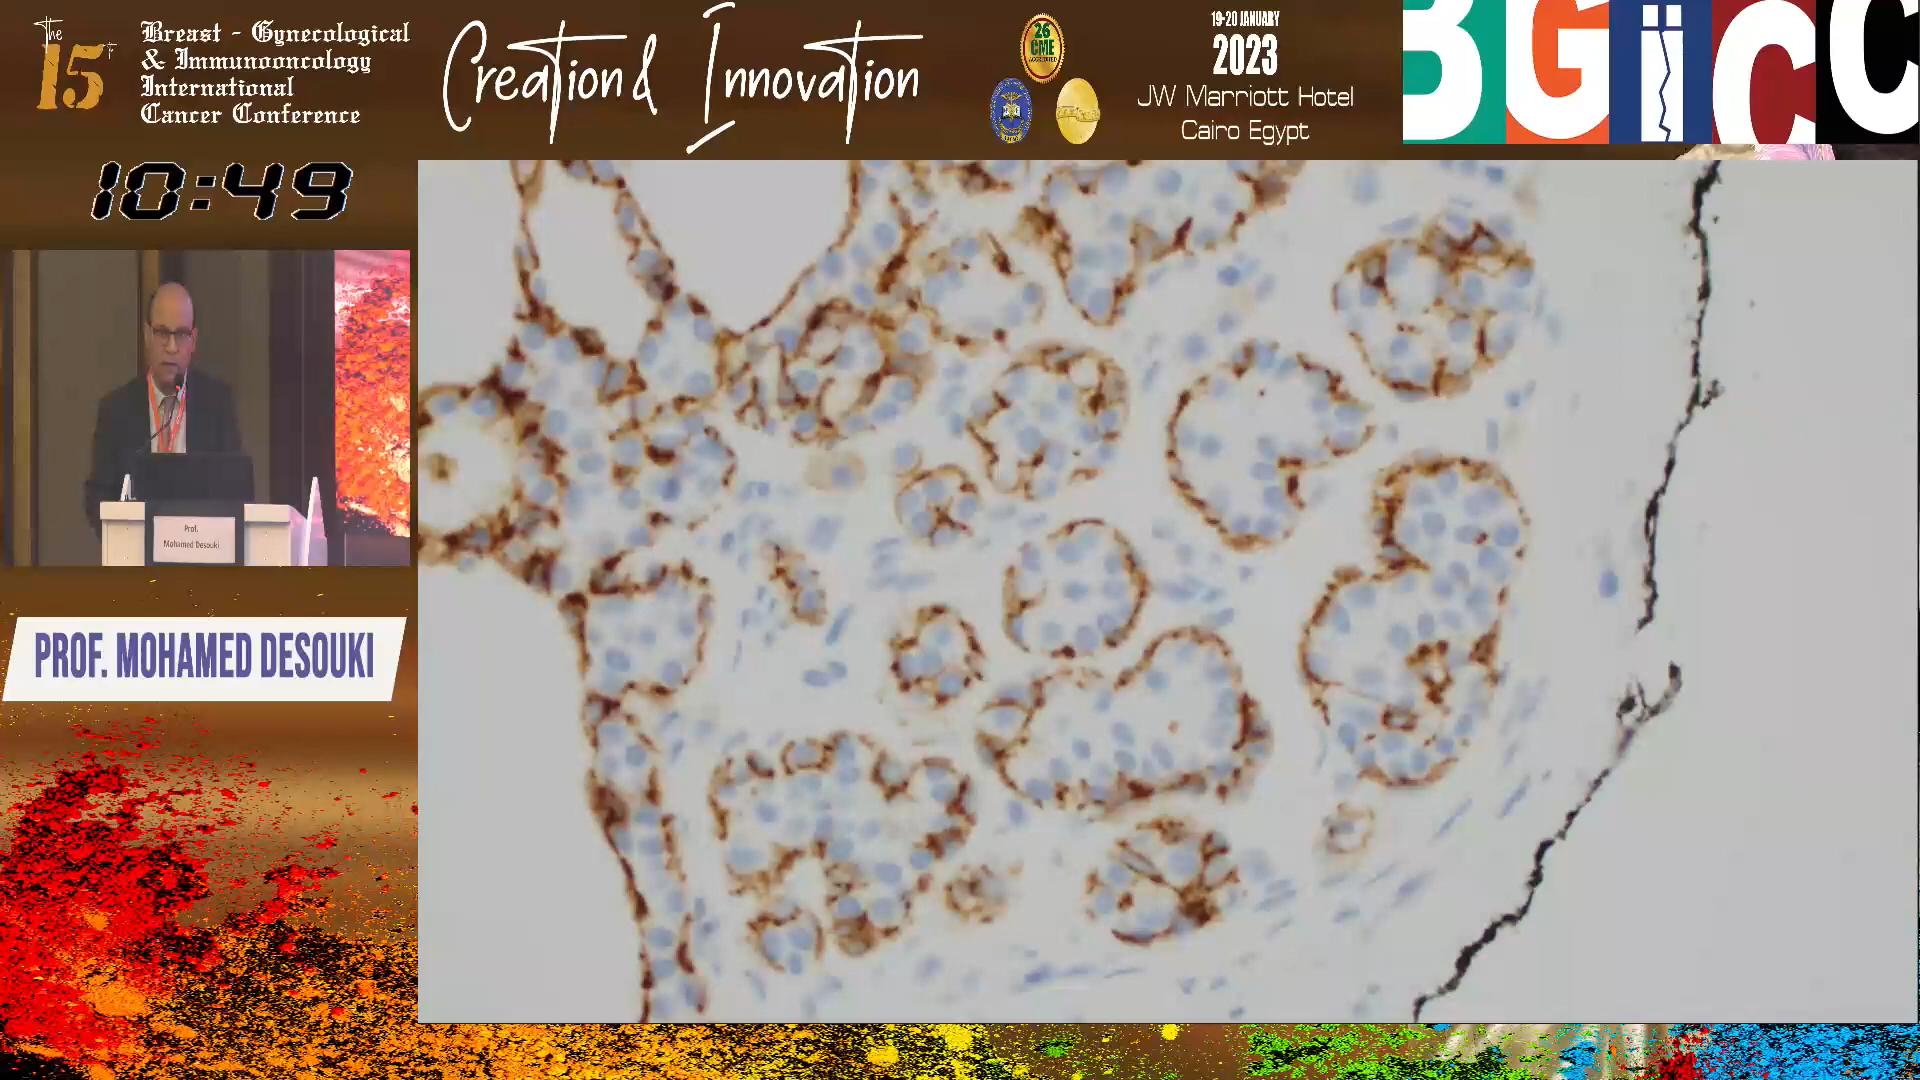 The
15th
Breast - Gynecological
& Immunooncology
International
Cancer Conference
Creation & Innovation
26
CME
ACCREDITED
19-20 JANUARY
2023
JW Marriott Hotel
Cairo Egypt
BGiCC
10:49
Prof.
Mohamed Desouki
PROF. MOHAMED DESOUKI